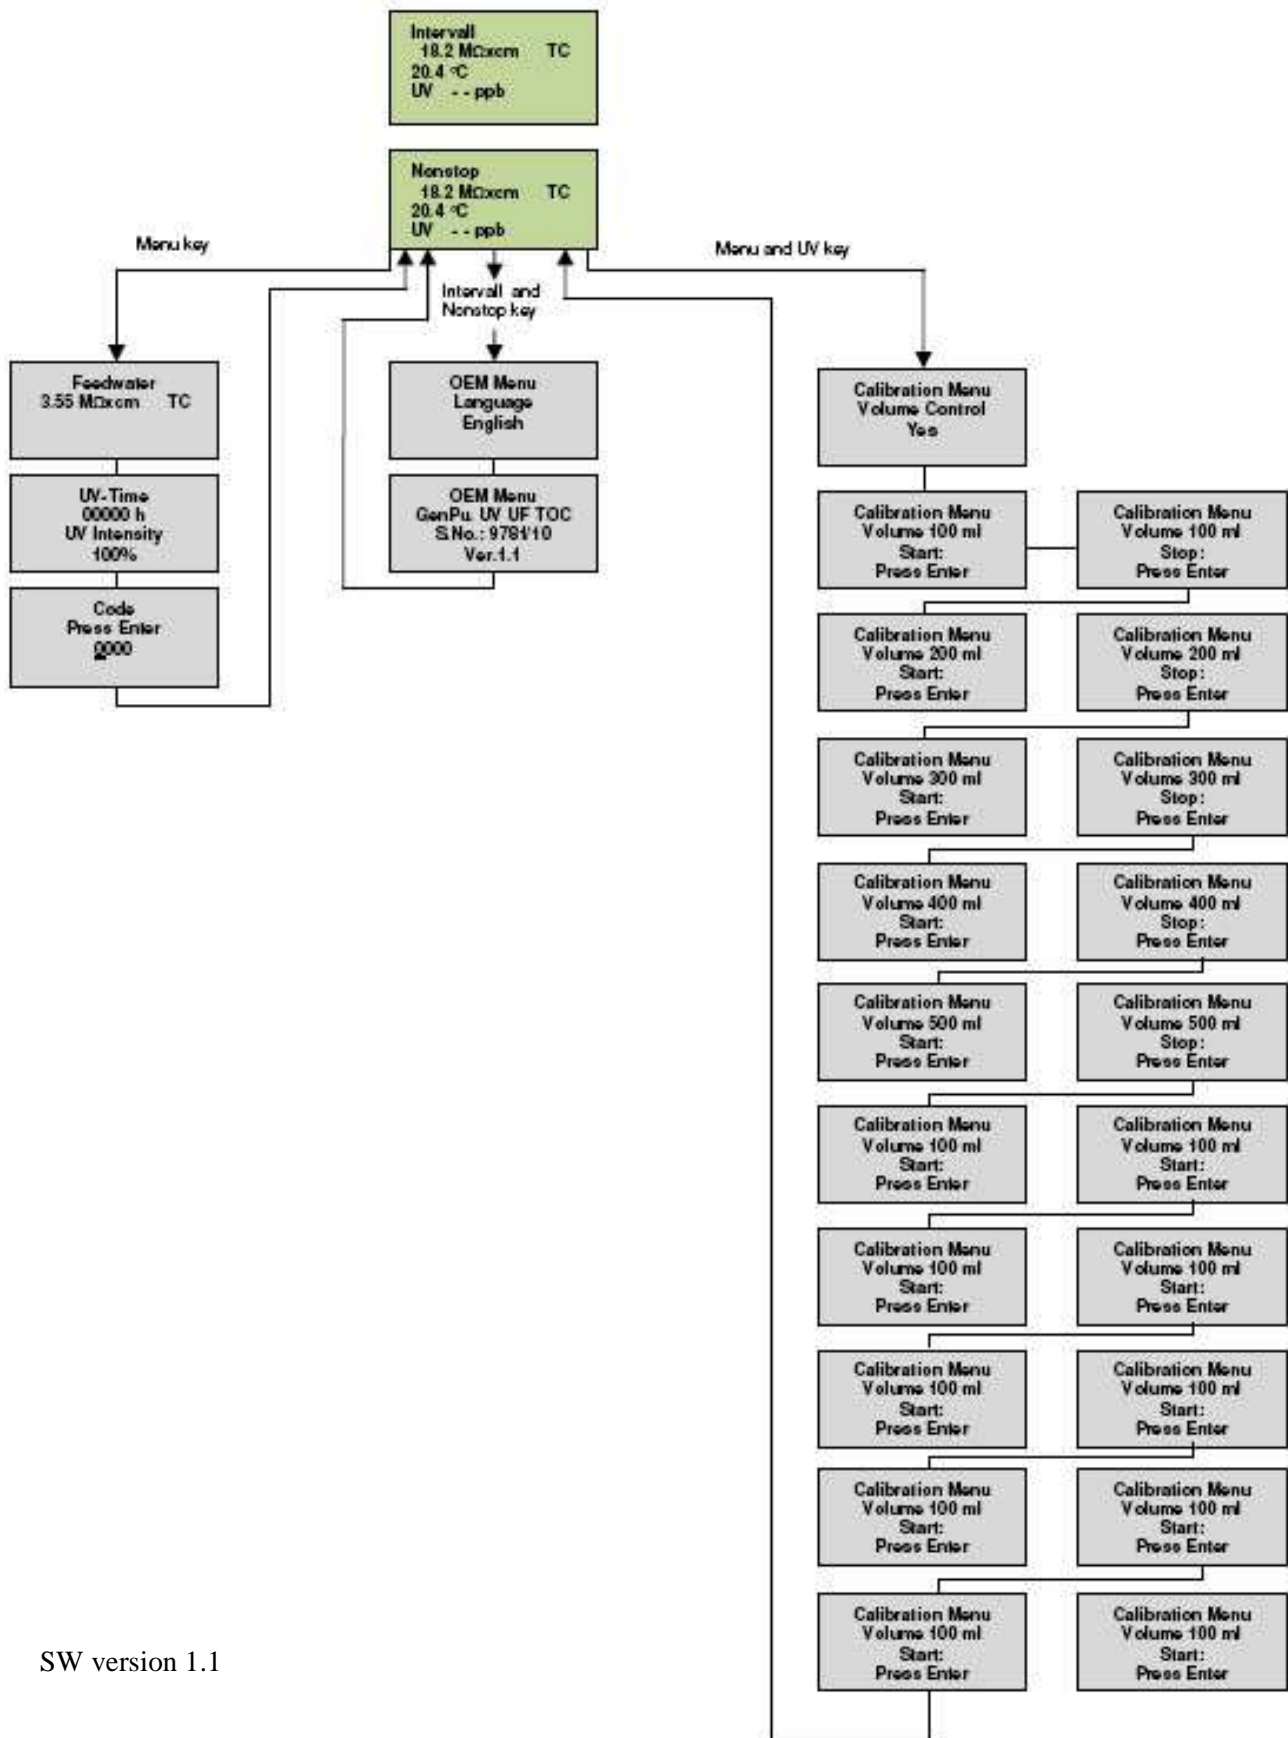 Intervall
18.2 MΩxcm TC
20.4 °C
UV - - ppb
Nonstop
18.2 MΩxcm TC
20.4 °C
UV - - ppb
Menu key
Intervall and
Nonstop key
Menu and UV key
Feedwater
3.55 MΩxcm TC
UV-Time
00000 h
UV Intensity
100%
Code
Press Enter
0000
OEM Menu
Language
English
OEM Menu
GenPu. UV UF TOC
S.No.: 9781/10
Ver.1.1
Calibration Menu
Volume Control
Yes
Calibration Menu
Volume 100 ml
Start:
Press Enter
Calibration Menu
Volume 100 ml
Stop:
Press Enter
Calibration Menu
Volume 200 ml
Start:
Press Enter
Calibration Menu
Volume 200 ml
Stop:
Press Enter
Calibration Menu
Volume 300 ml
Start:
Press Enter
Calibration Menu
Volume 300 ml
Stop:
Press Enter
Calibration Menu
Volume 400 ml
Start:
Press Enter
Calibration Menu
Volume 400 ml
Stop:
Press Enter
Calibration Menu
Volume 500 ml
Start:
Press Enter
Calibration Menu
Volume 500 ml
Stop:
Press Enter
Calibration Menu
Volume 100 ml
Start:
Press Enter
Calibration Menu
Volume 100 ml
Start:
Press Enter
Calibration Menu
Volume 100 ml
Start:
Press Enter
Calibration Menu
Volume 100 ml
Start:
Press Enter
Calibration Menu
Volume 100 ml
Start:
Press Enter
Calibration Menu
Volume 100 ml
Start:
Press Enter
Calibration Menu
Volume 100 ml
Start:
Press Enter
Calibration Menu
Volume 100 ml
Start:
Press Enter
Calibration Menu
Volume 100 ml
Start:
Press Enter
Calibration Menu
Volume 100 ml
Start:
Press Enter
SW version 1.1